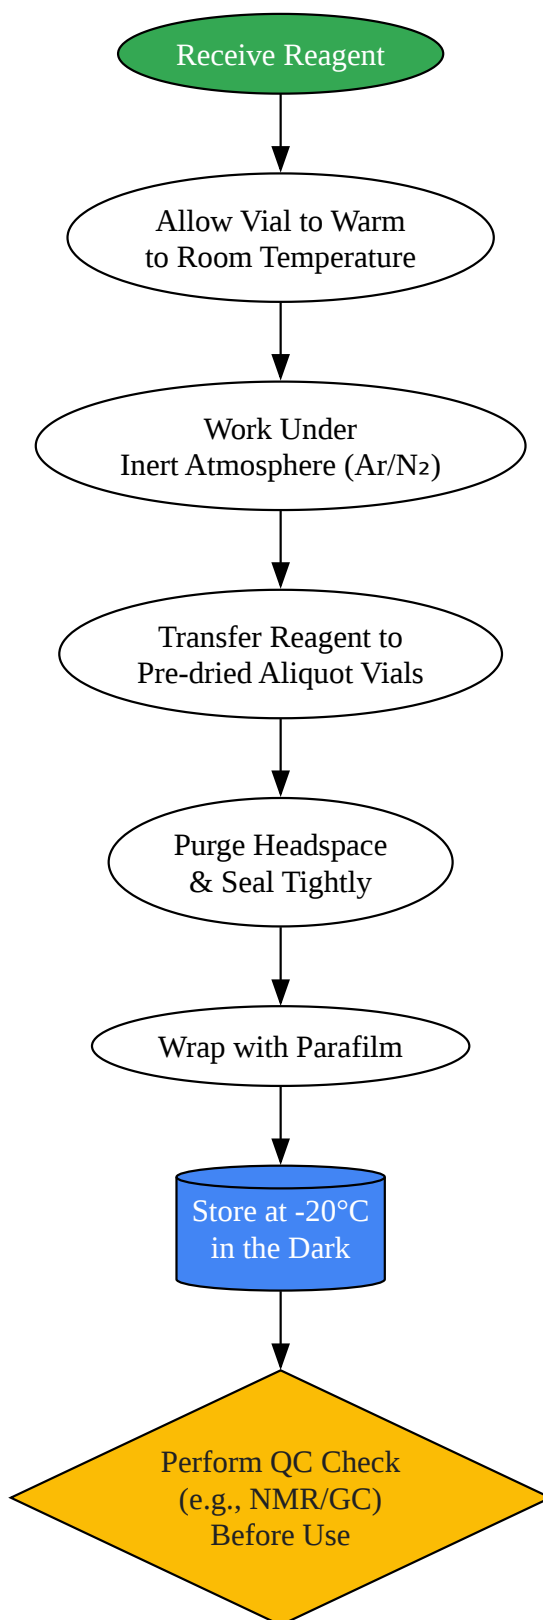 Receive Reagent
Allow Vial to Warm
to Room Temperature
Work Under
Inert Atmosphere (Ar/N₂)
Transfer Reagent to
Pre-dried Aliquot Vials
Purge Headspace
& Seal Tightly
Wrap with Parafilm
Store at -20°C
in the Dark
Perform QC Check
(e.g., NMR/GC)
Before Use